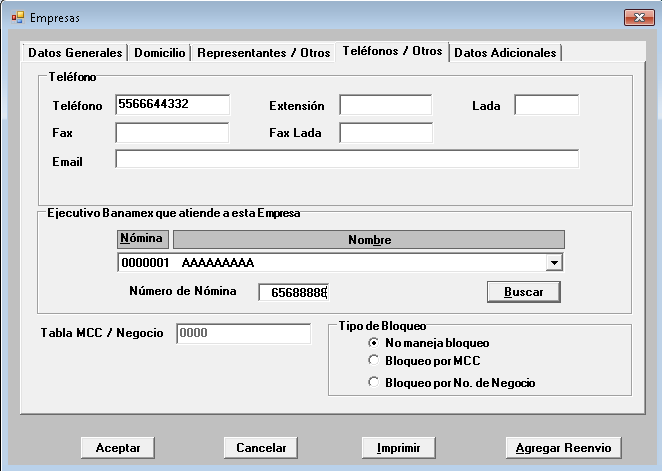 Empresas
Datos Generales Domicilio Representantes / Otros Teléfonos / Otros Datos Adicionales
Teléfono
Teléfono 5566644332 Extensión Lada
Fax Fax Lada
Email
Ejecutivo Banamex que atiende a esta Empresa
Nómina Nombre
0000001 AAAAAAAAA
Número de Nómina 65688888 Buscar
Tabla MCC / Negocio 0000
Tipo de Bloqueo
No maneja bloqueo
Bloqueo por MCC
Bloqueo por No. de Negocio
Aceptar Cancelar Imprimir Agregar Reenvio